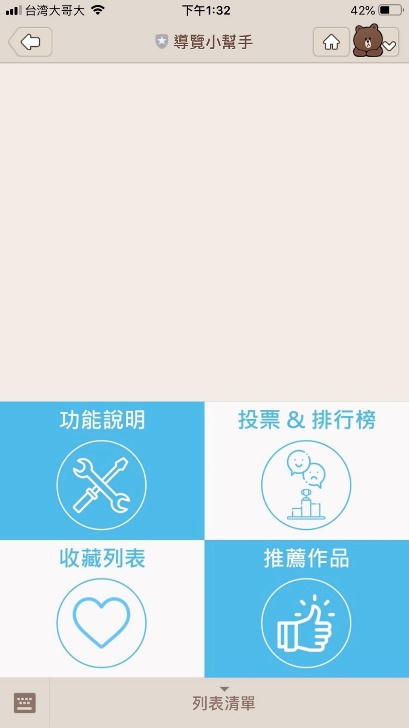 台湾大哥大 下午1:32 42%
導覽小幫手
功能說明 投票 & 排行榜
收藏列表 推薦作品
列表清單